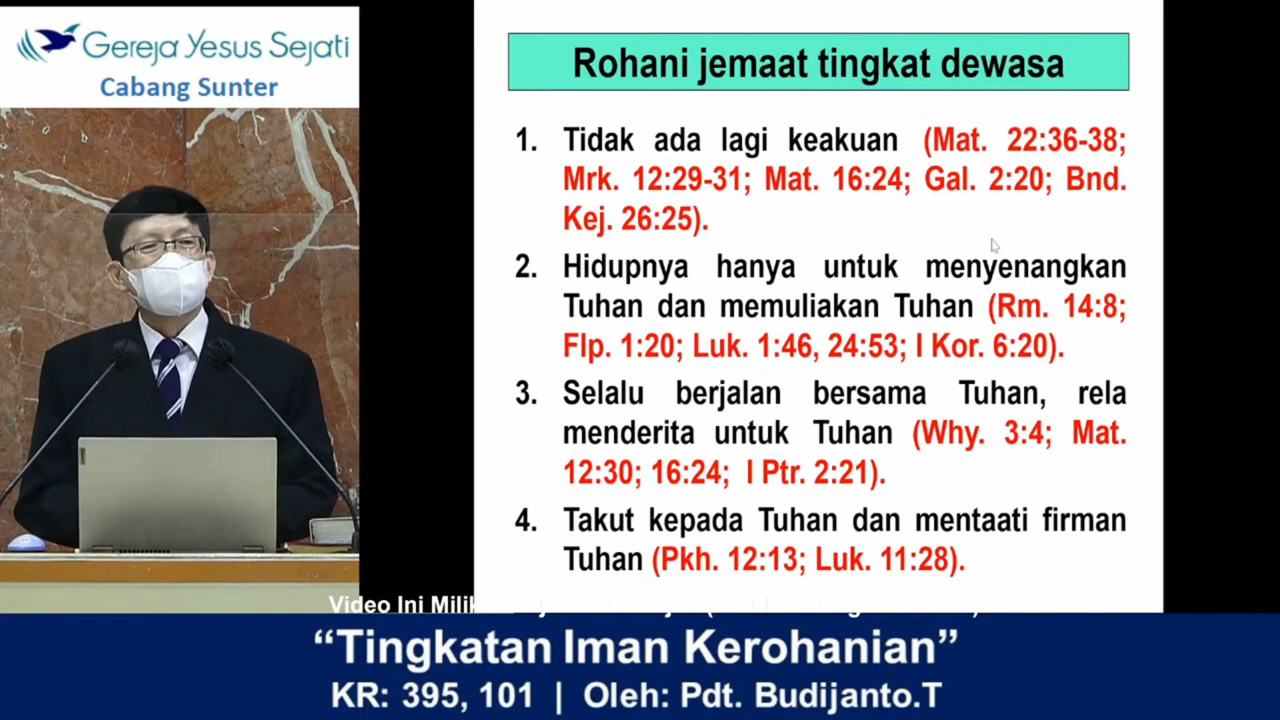 Gereja Yesus Sejati
Cabang Sunter
Rohani jemaat tingkat dewasa
1. Tidak ada lagi keakuan (Mat. 22:36-38;
Mrk. 12:29-31; Mat. 16:24; Gal. 2:20; Bnd.
Kej. 26:25).
2. Hidupnya hanya untuk menyenangkan
Tuhan dan memuliakan Tuhan (Rm. 14:8;
Flp. 1:20; Luk. 1:46, 24:53; I Kor. 6:20).
3. Selalu berjalan bersama Tuhan, rela
menderita untuk Tuhan (Why. 3:4; Mat.
12:30; 16:24; I Ptr. 2:21).
4. Takut kepada Tuhan dan mentaati firman
Tuhan (Pkh. 12:13; Luk. 11:28).
Video Ini
“Tingkatan Iman Kerohanian”
KR: 395, 101 | Oleh: Pdt. Budijanto.T